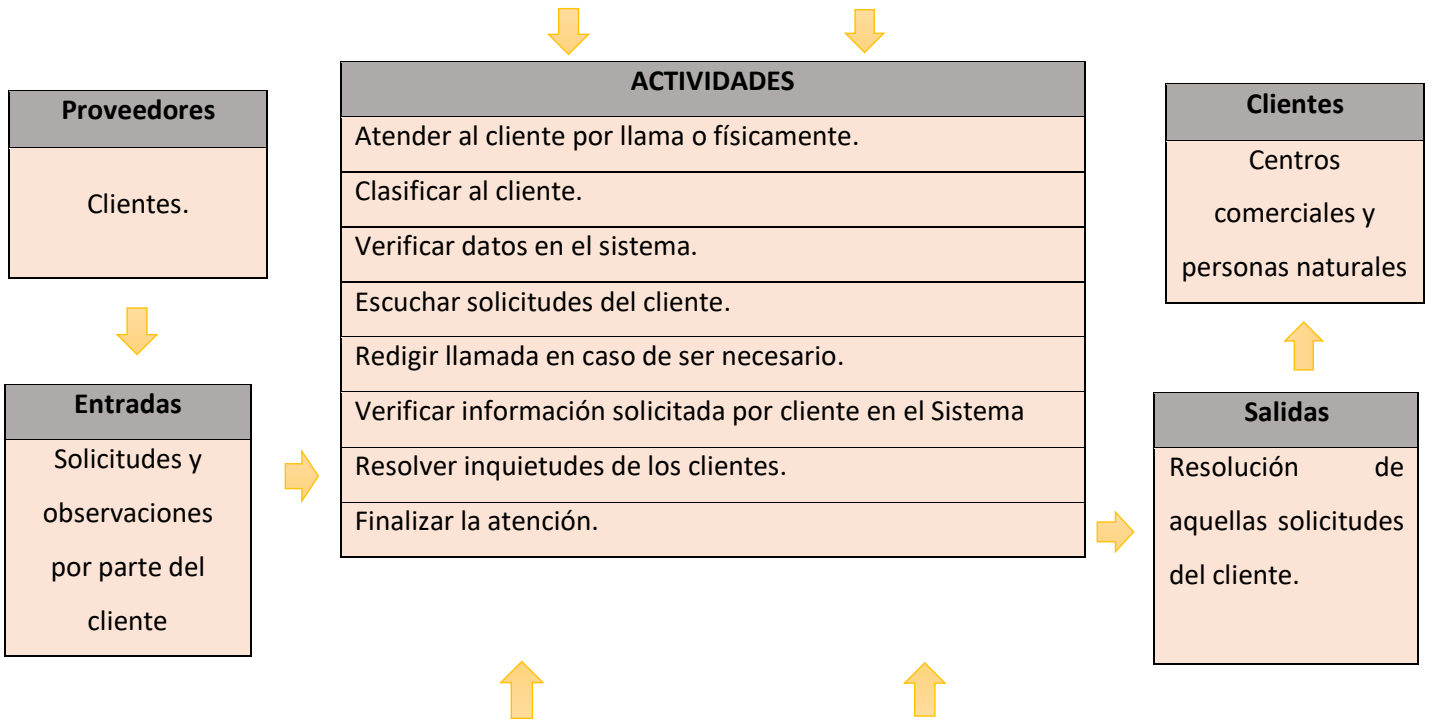 Proveedores
Clientes.
Entradas
Solicitudes y
observaciones
por parte del
cliente
ACTIVIDADES
Atender al cliente por llama o físicamente.
Clasificar al cliente.
Verificar datos en el sistema.
Escuchar solicitudes del cliente.
Redigir llamada en caso de ser necesario.
Verificar información solicitada por cliente en el Sistema
Resolver inquietudes de los clientes.
Finalizar la atención.
Salidas
Resolución de
aquellas solicitudes
del cliente.
Clientes
Centros
comerciales y
personas naturales